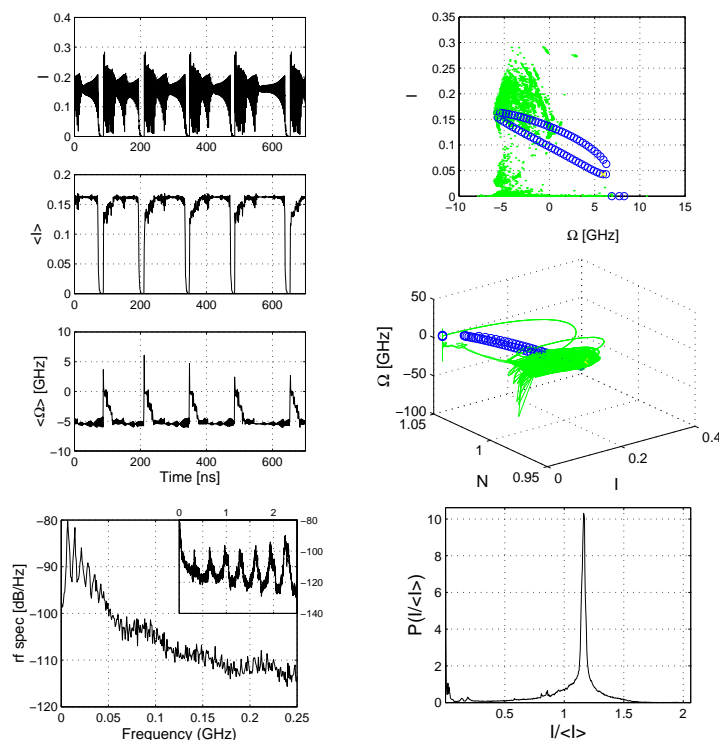 0.4
0.3
0.2
0.1
0
I
0 200 400 600
0.2
0.15
0.1
0.05
0
<I>
0 200 400 600
10
5
0
−5
−10
<Ω> [GHz]
0 200 400 600
Time [ns]
0.35
0.3
0.25
0.2
0.15
0.1
0.05
0
I
−10 −5 0 5 10 15
Ω [GHz]
50
0
−50
−100
Ω [GHz]
1.05
1
0.95
N
0
0.2
0.4
I
−80
−90
−100
−110
−120
rf spec [dB/Hz]
0 0.05 0.1 0.15 0.2 0.25
Frequency (GHz)
0 1 2
−80
−100
−120
−140
10
8
6
4
2
0
P(I/<I>)
0.5 1 1.5 2
I/<I>